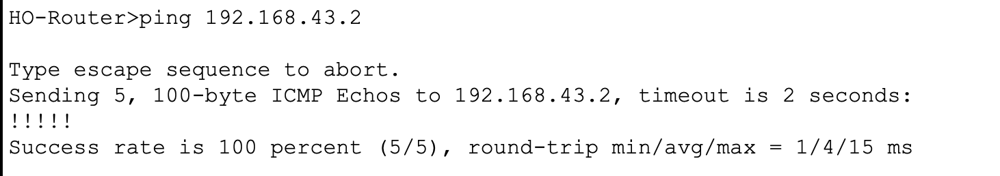 HO-Router>ping 192.168.43.2
Type escape sequence to abort.
Sending 5, 100-byte ICMP Echos to 192.168.43.2, timeout is 2 seconds:
!!!!!
Success rate is 100 percent (5/5), round-trip min/avg/max = 1/4/15 ms